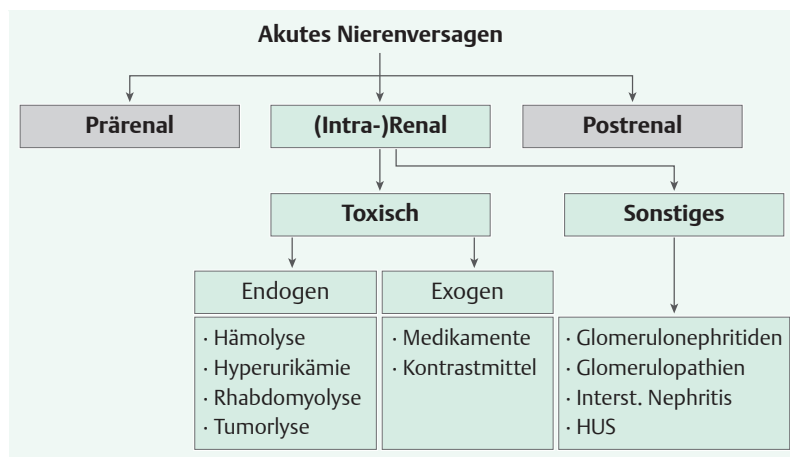 Akutes Nierenversagen
Prärenal
(Intra-)Renal
Postrenal
Toxisch
Sonstiges
Endogen
Exogen
· Hämolyse
· Hyperurikämie
· Rhabdomyolyse
· Tumorlyse
· Medikamente
· Kontrastmittel
· Glomerulonephritiden
· Glomerulopathien
· Interst. Nephritis
· HUS